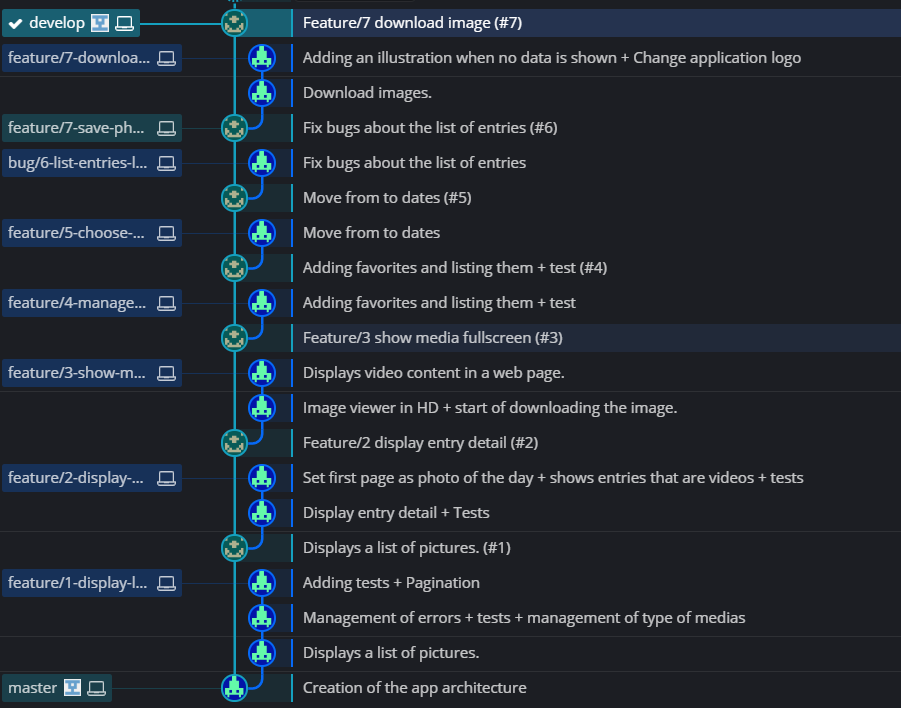 develop Feature/7 download image (#7)
feature/7-downloa... Adding an illustration when no data is shown + Change application logo
Download images.
feature/7-save-ph... Fix bugs about the list of entries (#6)
bug/6-list-entries-l... Fix bugs about the list of entries
Move from to dates (#5)
feature/5-choose-... Move from to dates
Adding favorites and listing them + test (#4)
feature/4-manage... Adding favorites and listing them + test
Feature/3 show media fullscreen (#3)
feature/3-show-m... Displays video content in a web page.
Image viewer in HD + start of downloading the image.
Feature/2 display entry detail (#2)
feature/2-display-... Set first page as photo of the day + shows entries that are videos + tests
Display entry detail + Tests
Displays a list of pictures. (#1)
feature/1-display-l... Adding tests + Pagination
Management of errors + tests + management of type of medias
Displays a list of pictures.
master Creation of the app architecture